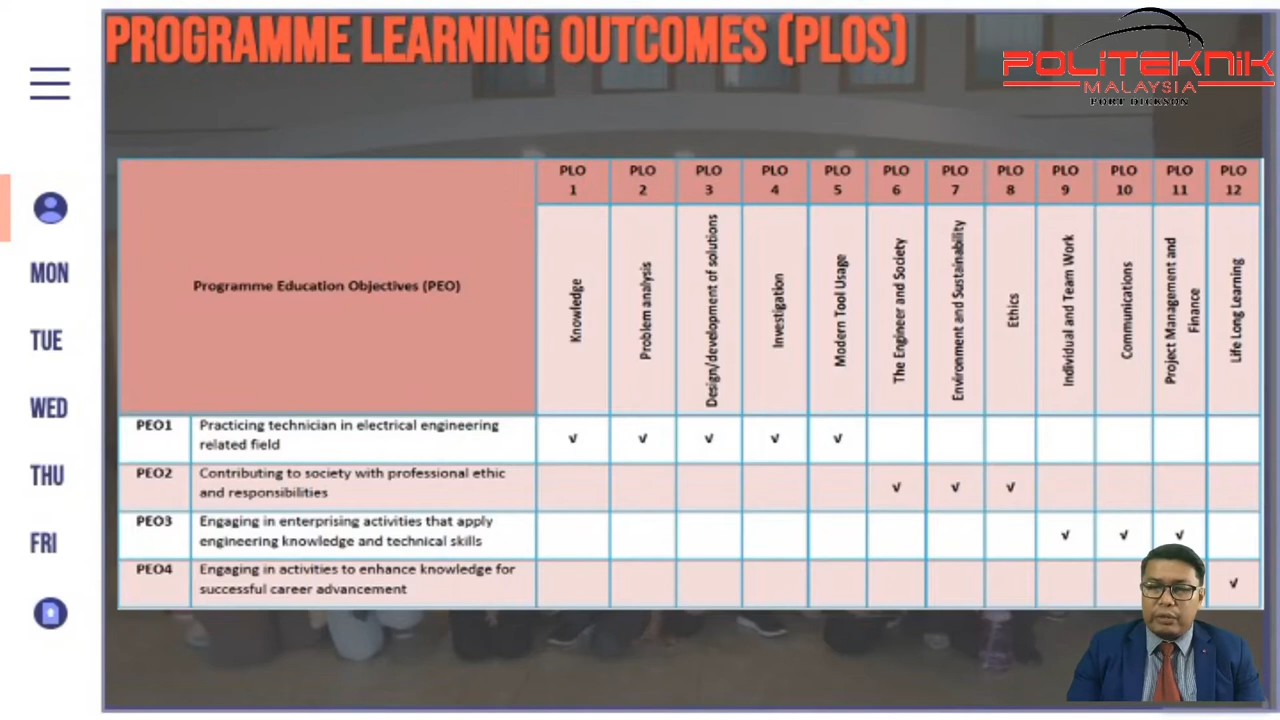 PROGRAMME LEARNING OUTCOMES (PLOS)
POLITEKNIK
MALAYSIA
PORT DICKSON
MON
TUE
WED
THU
FRI
Programme Education Objectives (PEO)
PLO 1
PLO 2
PLO 3
PLO 4
PLO 5
PLO 6
PLO 7
PLO 8
PLO 9
PLO 10
PLO 11
PLO 12
Knowledge
Problem analysis
Design/development of solutions
Investigation
Modern Tool Usage
The Engineer and Society
Environment and Sustainability
Ethics
Individual and Team Work
Communications
Project Management and
Finance
Life Long Learning
PEO1 Practicing technician in electrical engineering
related field
√ √ √ √ √
PEO2 Contributing to society with professional ethic
and responsibilities
√ √ √
PEO3 Engaging in enterprising activities that apply
engineering knowledge and technical skills
√ √ √
PEO4 Engaging in activities to enhance knowledge for
successful career advancement
√